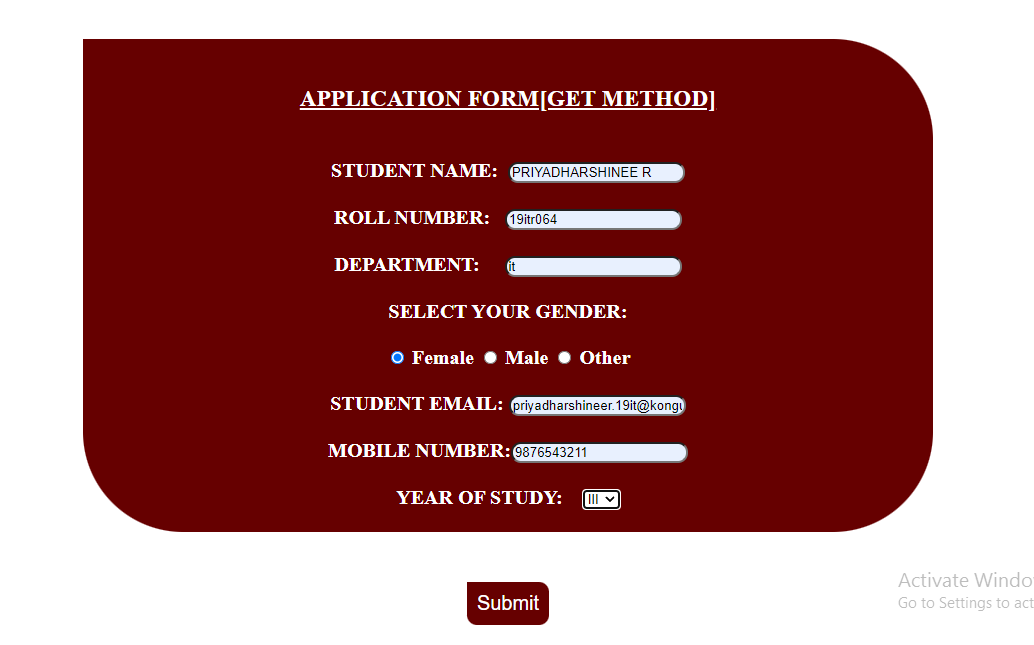 APPLICATION FORM[GET METHOD]
STUDENT NAME: PRIYADHARSHINEE R
ROLL NUMBER: 19itr064
DEPARTMENT: it
SELECT YOUR GENDER:
Female Male Other
STUDENT EMAIL: priyadharshineer.19it@kongu
MOBILE NUMBER: 9876543211
YEAR OF STUDY: III
Submit
Activate Windo
Go to Settings to act